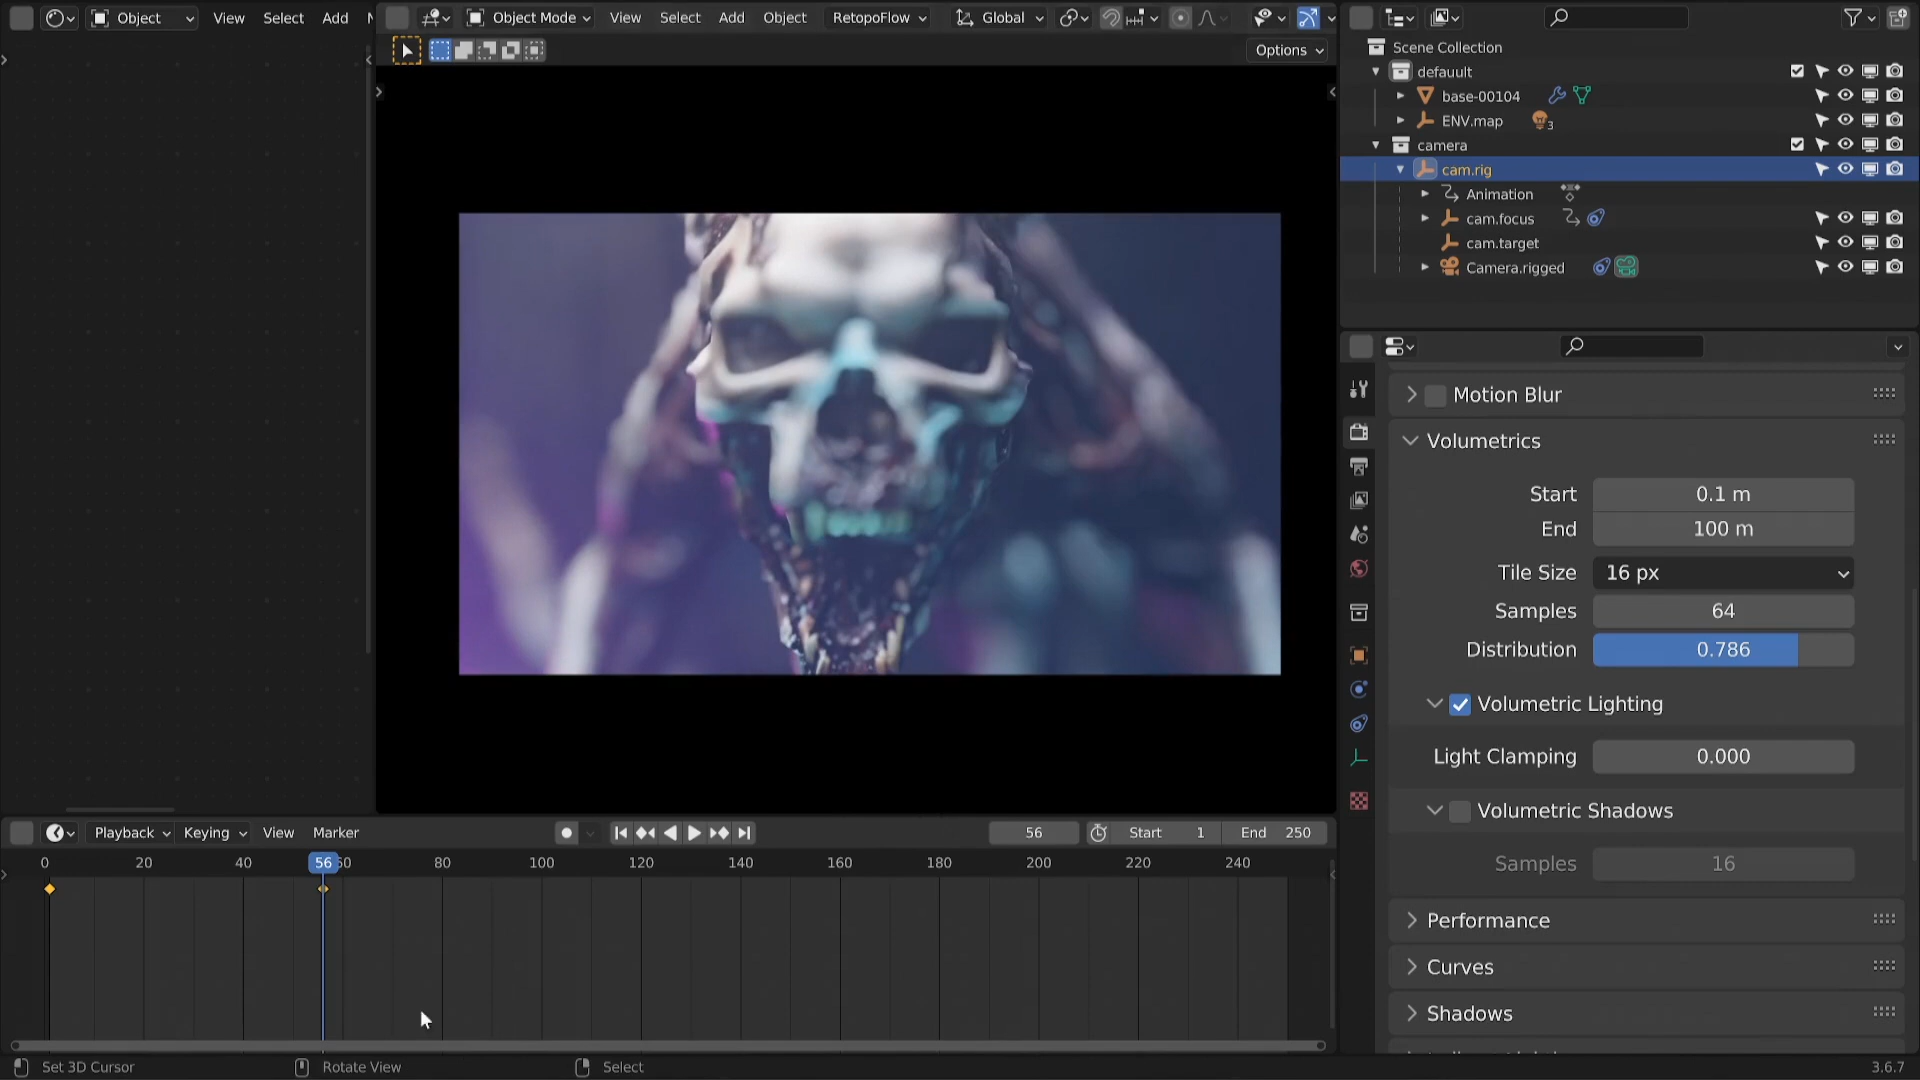 Object View Select Add
Object Mode View Select Add Object RetopoFlow Global
Options
Scene Collection
defauult
base-00104
ENV.map 3
camera
cam.rig
Animation
cam.focus
cam.target
Camera.rigged
Motion Blur
Volumetrics
Start 0.1 m
End 100 m
Tile Size 16 px
Samples 64
Distribution 0.786
Volumetric Lighting
Light Clamping 0.000
Volumetric Shadows
Samples 16
Performance
Curves
Shadows
Playback Keying View Marker 56 Start 1 End 250
0 20 40 56 80 100 120 140 160 180 200 220 240
Set 3D Cursor Rotate View Select 3.6.7